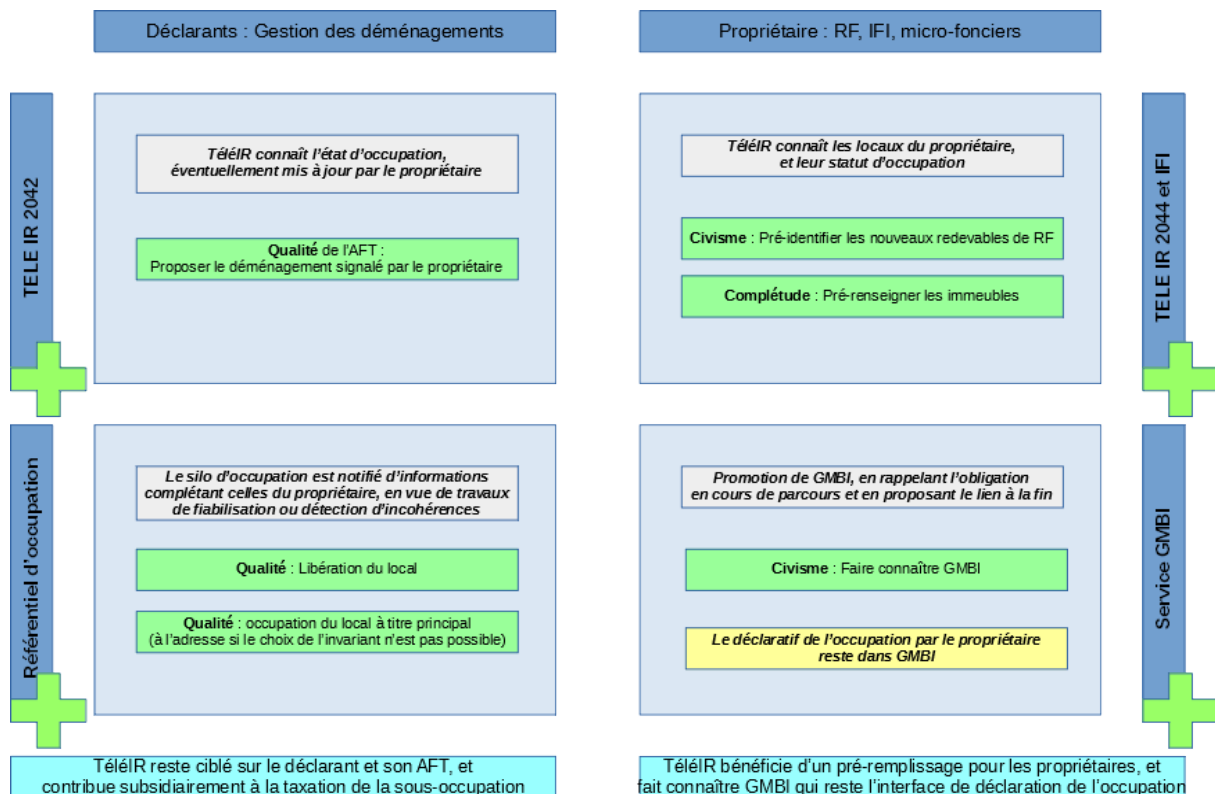 Déclarants : Gestion des déménagements
Propriétaire : RF, IFI, micro-fonciers
TELE IR 2042
TéléIR connaît l'état d'occupation,
éventuellement mis à jour par le propriétaire
Qualité de l'AFT :
Proposer le déménagement signalé par le propriétaire
TéléIR connaît les locaux du propriétaire,
et leur statut d'occupation
Civisme : Pré-identifier les nouveaux redevables de RF
Complétude : Pré-renseigner les immeubles
TELE IR 2044 et IFI
Référentiel d'occupation
Le silo d'occupation est notifié d'informations
complétant celles du propriétaire, en vue de travaux
de fiabilisation ou détection d'incohérences
Qualité : Libération du local
Qualité : occupation du local à titre principal
(à l'adresse si le choix de l'invariant n'est pas possible)
Promotion de GMBI, en rappelant l'obligation
en cours de parcours et en proposant le lien à la fin
Civisme : Faire connaître GMBI
Le déclaratif de l'occupation par le propriétaire
reste dans GMBI
Service GMBI
TéléIR reste ciblé sur le déclarant et son AFT, et
contribue subsidiairement à la taxation de la sous-occupation
TéléIR bénéficie d'un pré-remplissage pour les propriétaires, et
fait connaître GMBI qui reste l'interface de déclaration de l'occupation